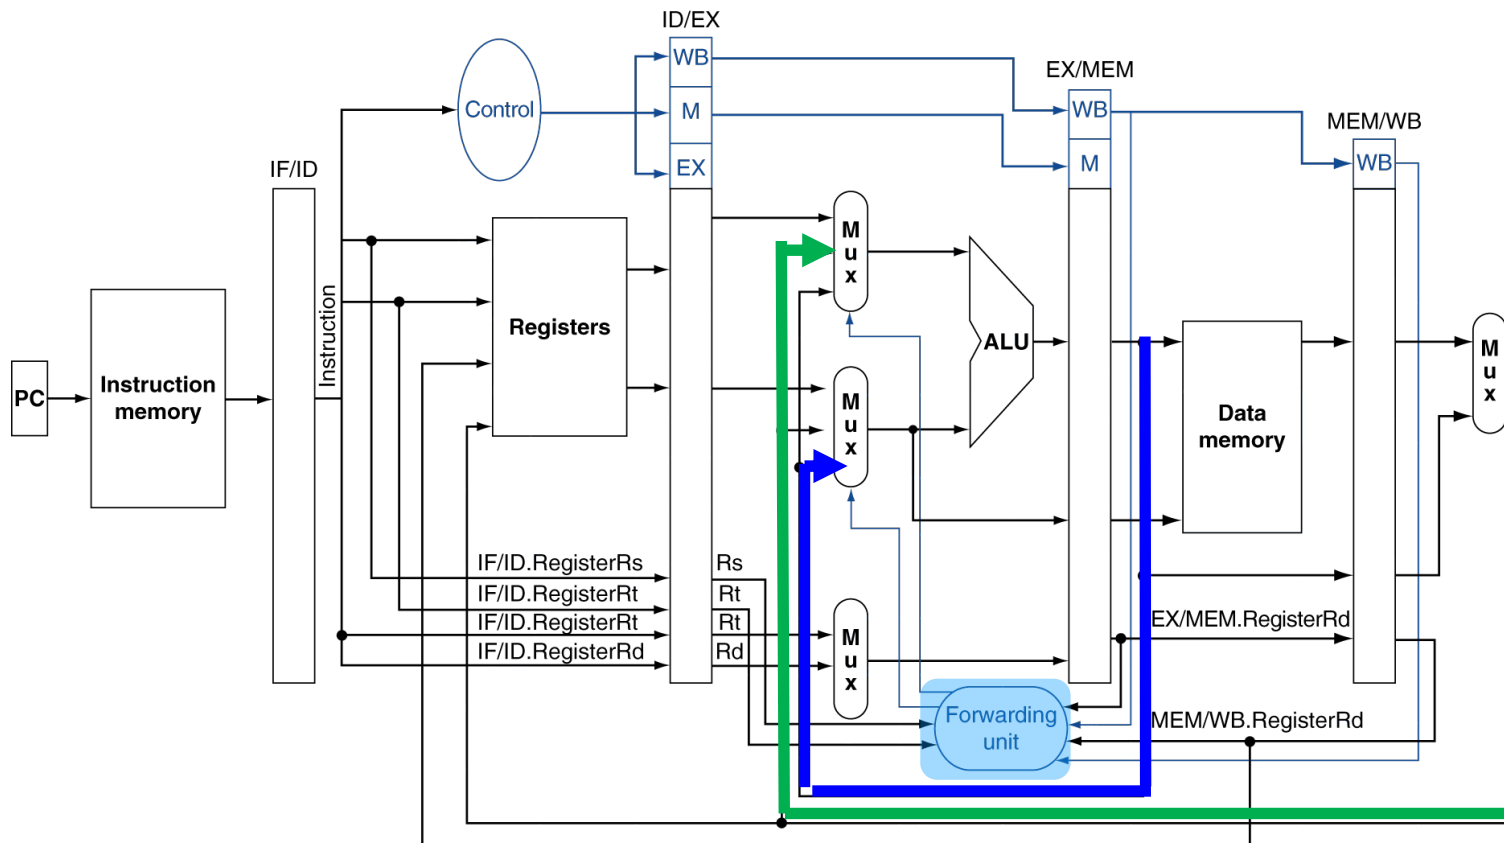 ID/EX
WB
EX/MEM
Control
M
WB
MEM/WB
IF/ID
EX
M
WB
M
u
x
Instruction
Registers
ALU
M
u
x
PC
Instruction
memory
M
u
x
Data
memory
IF/ID.RegisterRs
Rs
IF/ID.RegisterRt
Rt
IF/ID.RegisterRt
Rt
IF/ID.RegisterRd
Rd
M
u
x
EX/MEM.RegisterRd
Forwarding
unit
MEM/WB.RegisterRd